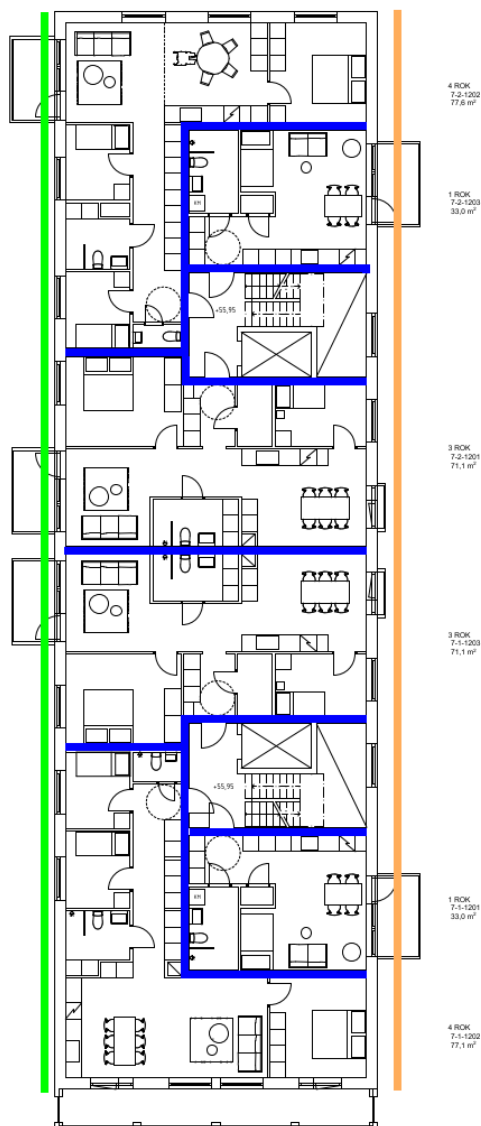 4 ROK
7-2-1202
77,6 m²
1 ROK
7-2-1203
33,0 m²
KM
+55,95
3 ROK
7-2-1201
71,1 m²
3 ROK
7-1-1203
71,1 m²
+55,95
KM
1 ROK
7-1-1201
33,0 m²
4 ROK
7-1-1202
77,1 m²